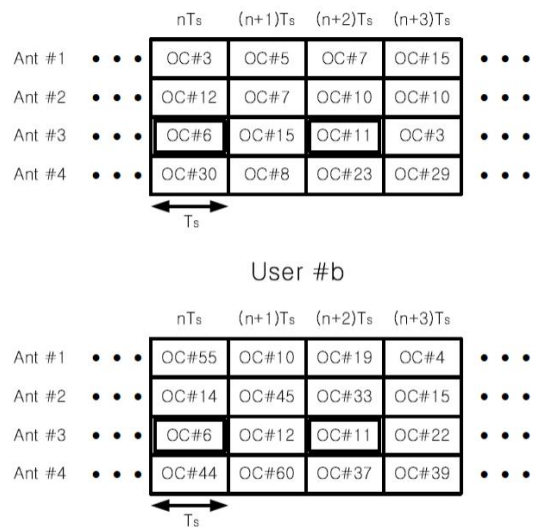 nTs (n+1)Ts (n+2)Ts (n+3)Ts
Ant #1 • • • OC#3 OC#5 OC#7 OC#15 • • •
Ant #2 • • • OC#12 OC#7 OC#10 OC#10 • • •
Ant #3 • • • OC#6 OC#15 OC#11 OC#3 • • •
Ant #4 • • • OC#30 OC#8 OC#23 OC#29 • • •
Ts
User #b
nTs (n+1)Ts (n+2)Ts (n+3)Ts
Ant #1 • • • OC#55 OC#10 OC#19 OC#4 • • •
Ant #2 • • • OC#14 OC#45 OC#33 OC#15 • • •
Ant #3 • • • OC#6 OC#12 OC#11 OC#22 • • •
Ant #4 • • • OC#44 OC#60 OC#37 OC#39 • • •
Ts